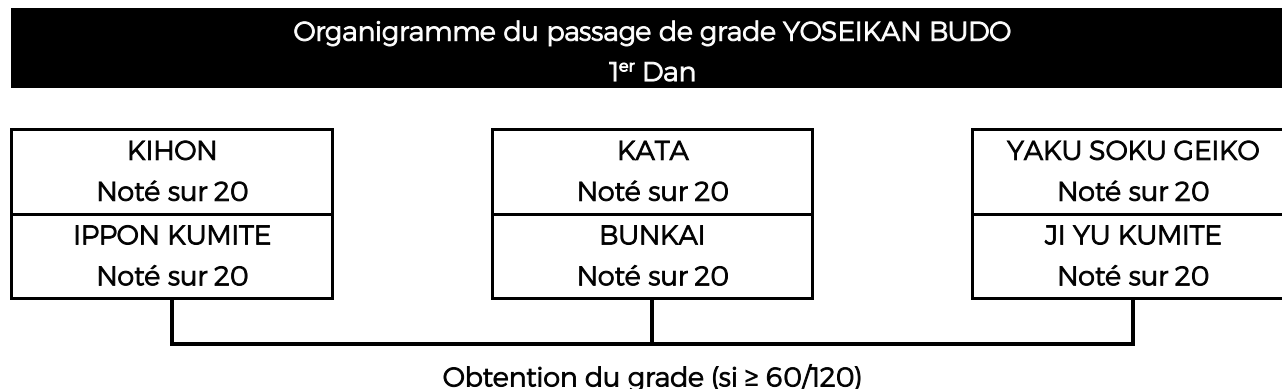 Organigramme du passage de grade YOSEIKAN BUDO
1er Dan
KIHON
Noté sur 20
IPPON KUMITE
Noté sur 20
KATA
Noté sur 20
BUNKAI
Noté sur 20
YAKU SOKU GEIKO
Noté sur 20
JI YU KUMITE
Noté sur 20
Obtention du grade (si ≥ 60/120)